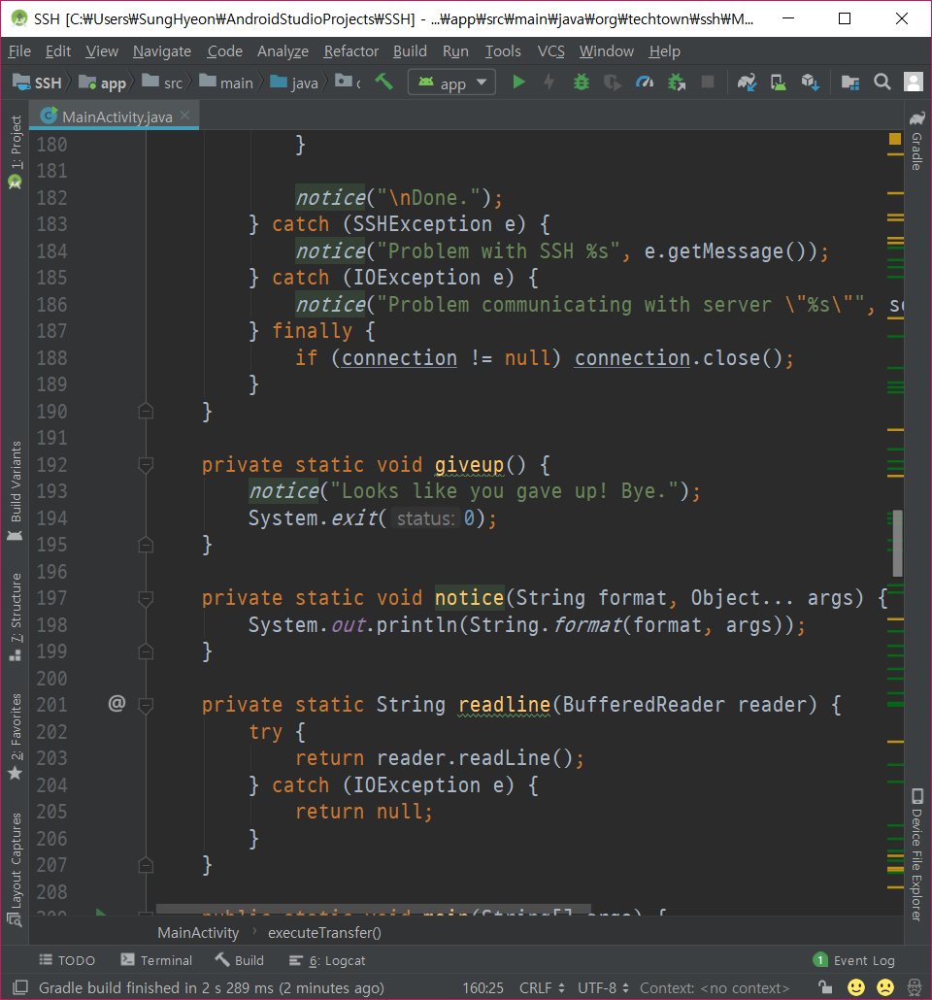 SSH [C:₩Users₩SungHyeon₩AndroidStudioProjects₩SSH] - ...₩app₩src₩main₩java₩org₩techtown₩ssh₩M...
File Edit View Navigate Code Analyze Refactor Build Run Tools VCS Window Help
SSH app src main java app
MainActivity.java
1: Project
Build Variants
7: Structure
2: Favorites
Layout Captures
180 }
181
182 notice("\nDone.");
183 } catch (SSHException e) {
184 notice("Problem with SSH %s", e.getMessage());
185 } catch (IOException e) {
186 notice("Problem communicating with server \"%s\"",
187 } finally {
188 if (connection != null) connection.close();
189 }
190 }
191
192 private static void giveup() {
193 notice("Looks like you gave up! Bye.");
194 System.exit( status: 0);
195 }
196
197 private static void notice(String format, Object... args) {
198 System.out.println(String.format(format, args));
199 }
200
201 @ private static String readline(BufferedReader reader) {
202 try {
203 return reader.readLine();
204 } catch (IOException e) {
205 return null;
206 }
207 }
208
209 public static void main(String[] args) {
Gradle
Device File Explorer
MainActivity executeTransfer()
TODO Terminal Build 6: Logcat 1 Event Log
Gradle build finished in 2 s 289 ms (2 minutes ago) 160:25 CRLF UTF-8 Context: <no context>